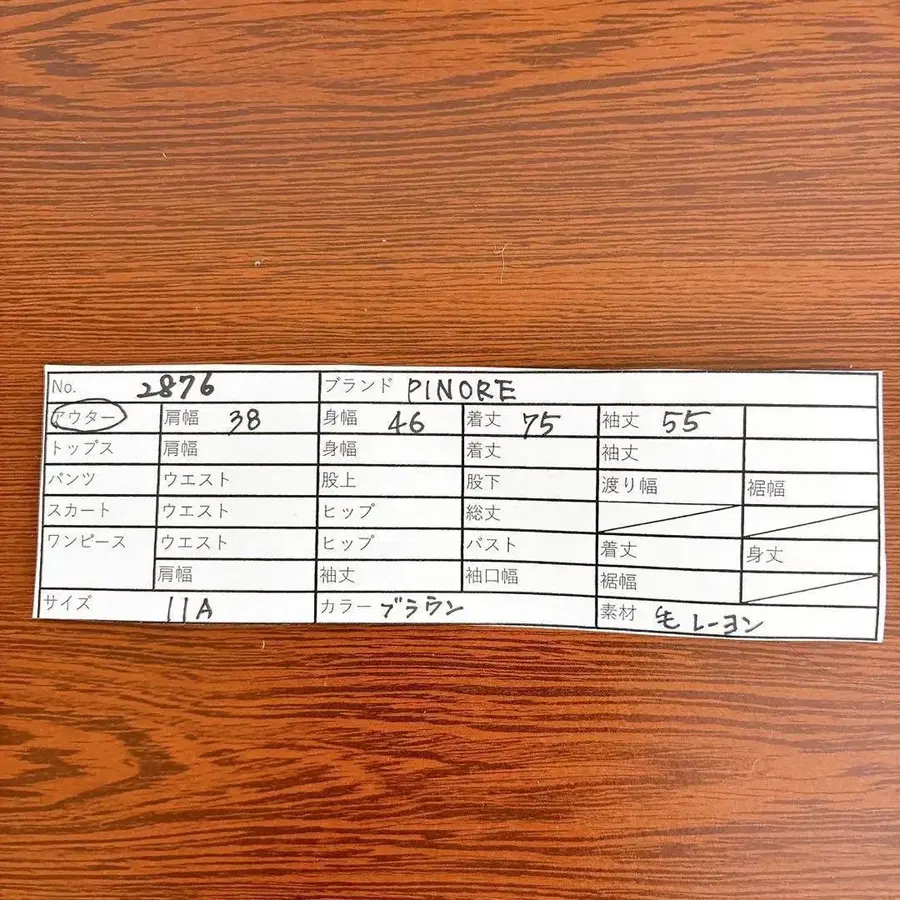 No. 2876 ブランド PINORE
アウター 肩幅 38 身幅 46 着丈 75 袖丈 55
トップス 肩幅 身幅 着丈 袖丈
パンツ ウエスト 股上 股下 渡り幅 裾幅
スカート ウエスト ヒップ 総丈
ワンピース ウエスト ヒップ バスト 着丈 身丈
肩幅 袖丈 袖口幅 裾幅
サイズ 11A カラー ブラウン 素材 毛 レーヨン